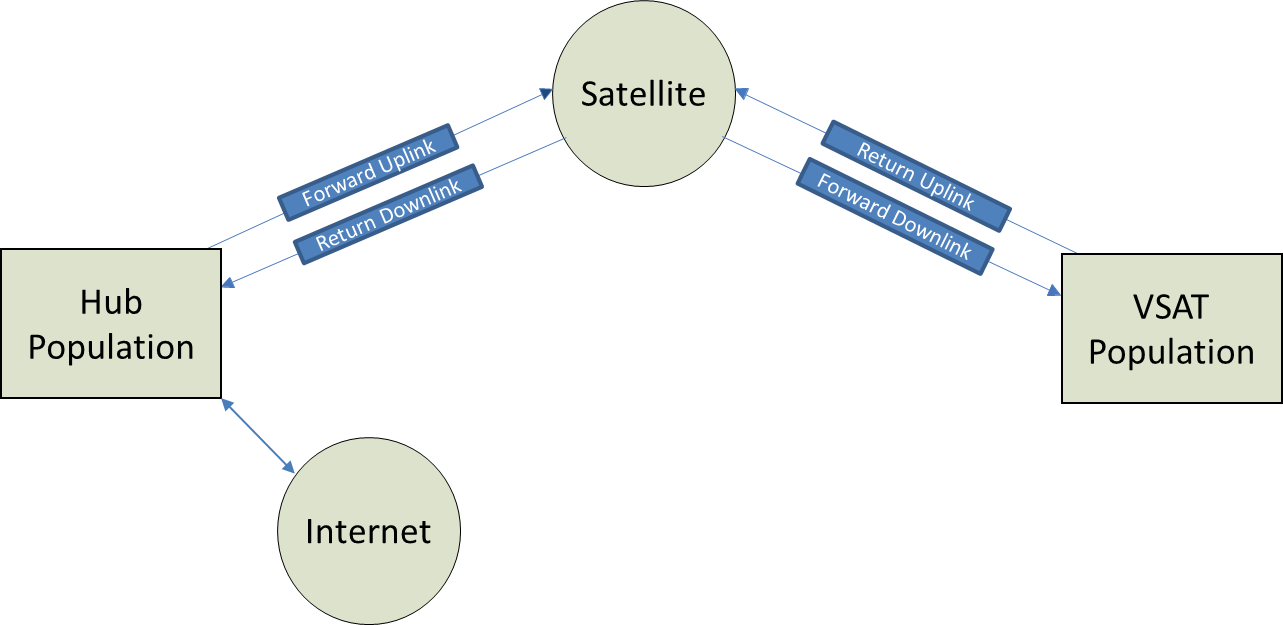 Satellite
Forward Uplink
Return Downlink
Return Uplink
Forward Downlink
Hub
Population
VSAT
Population
Internet